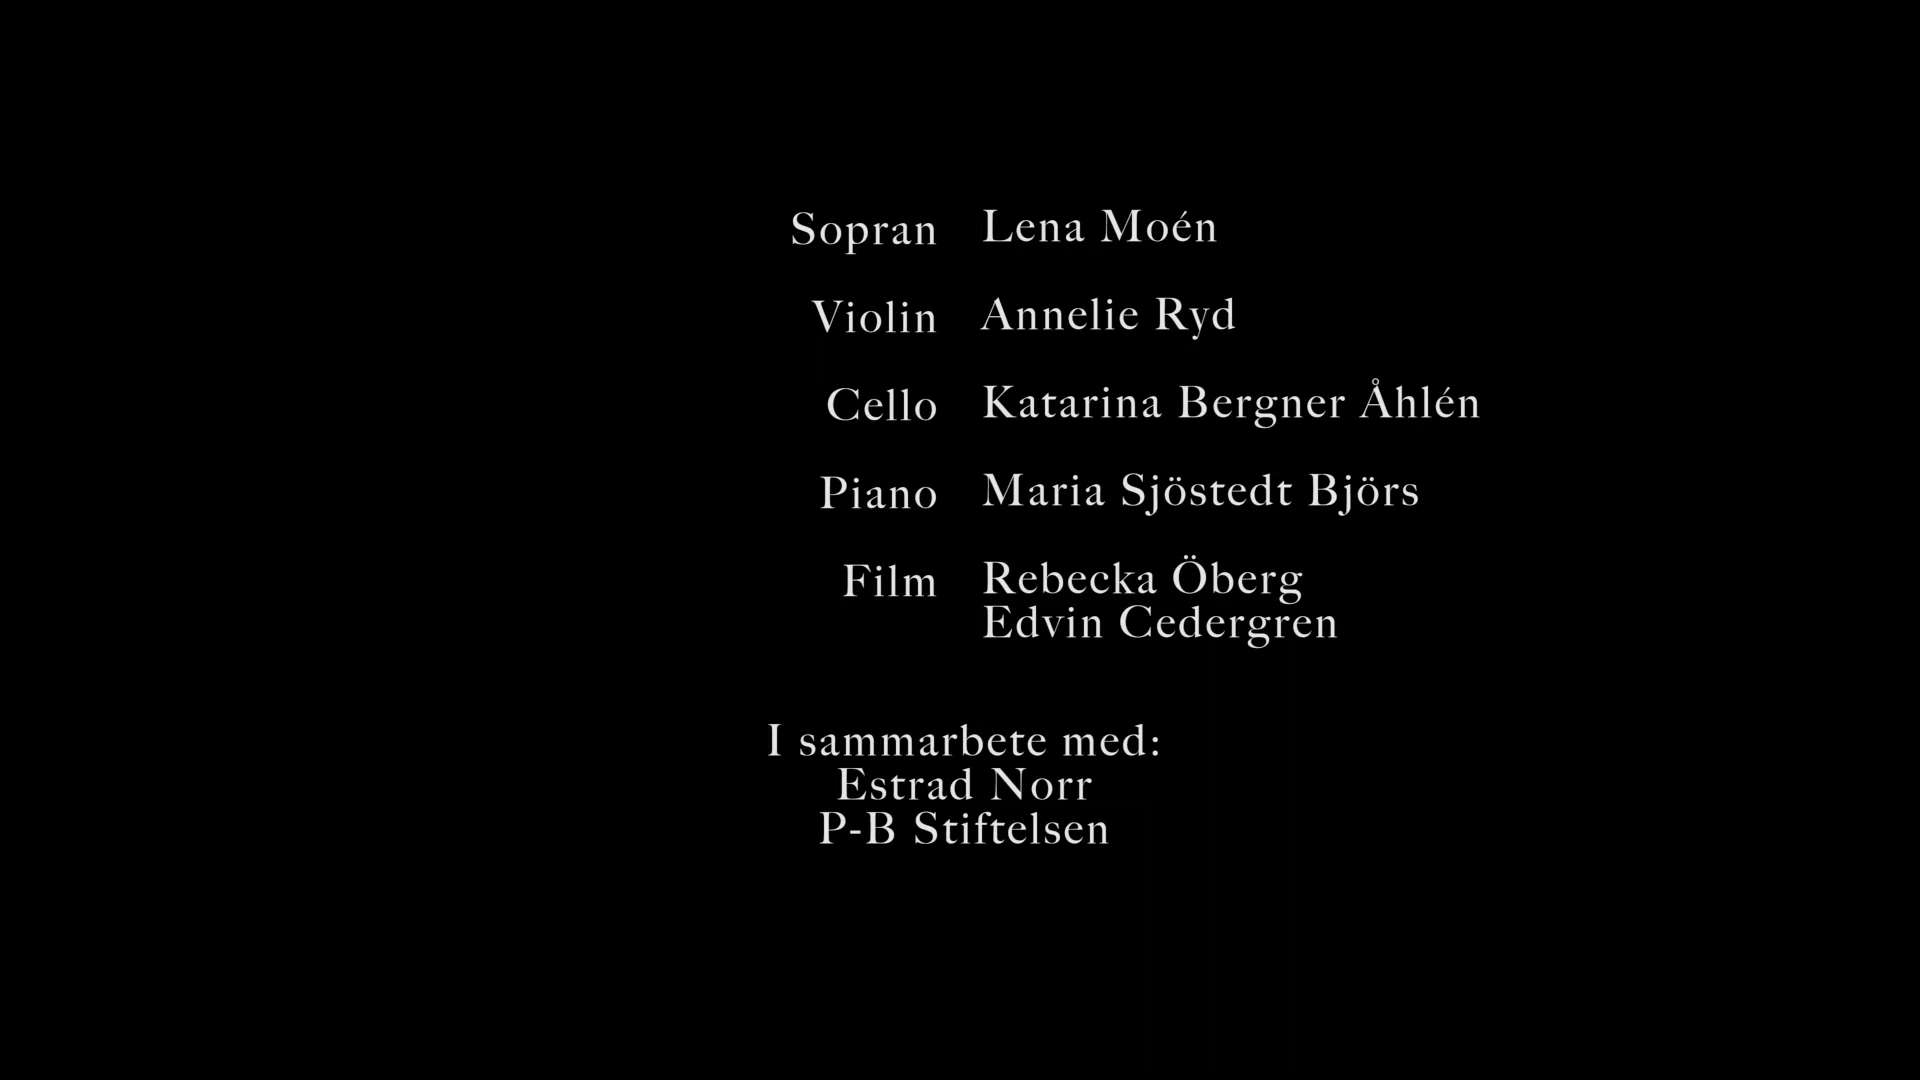 Sopran Lena Moén
Violin Annelie Ryd
Cello Katarina Bergner Åhlén
Piano Maria Sjöstedt Björs
Film Rebecka Öberg
Edvin Cedergren
I sammarbete med:
Estrad Norr
P-B Stiftelsen